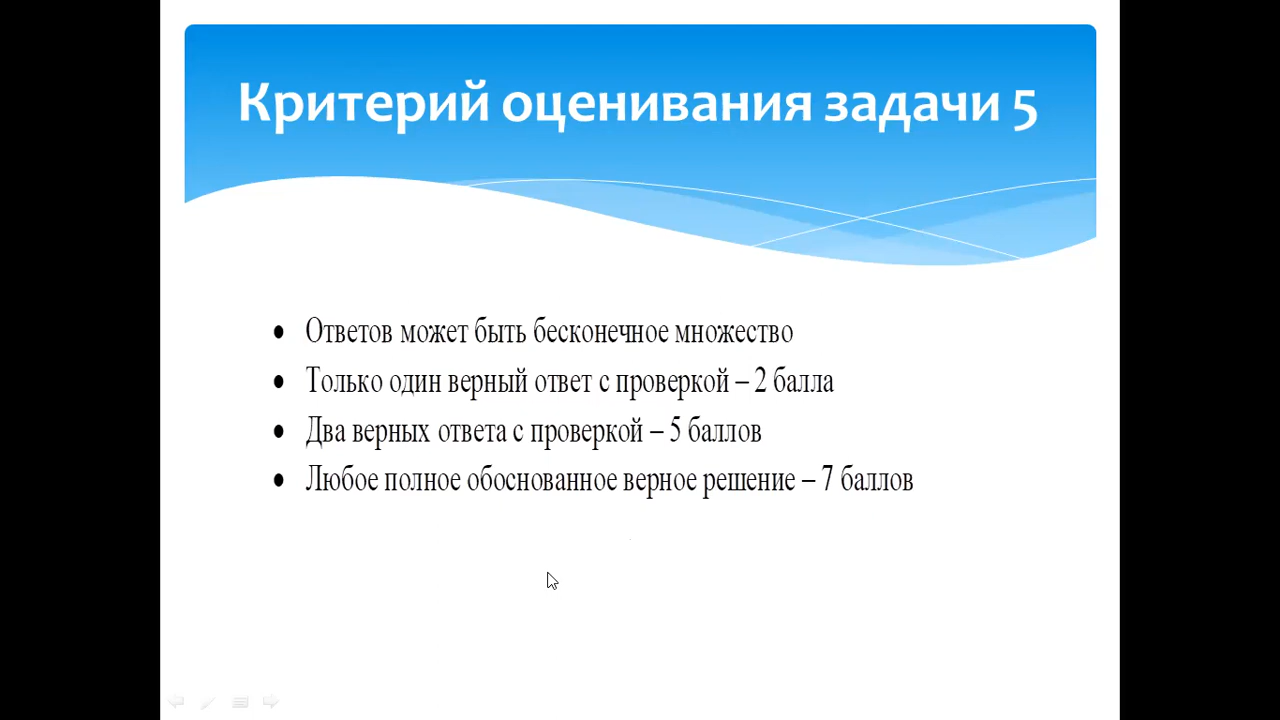 Критерий оценивания задачи 5
• Ответов может быть бесконечное множество
• Только один верный ответ с проверкой – 2 балла
• Два верных ответа с проверкой – 5 баллов
• Любое полное обоснованное верное решение – 7 баллов